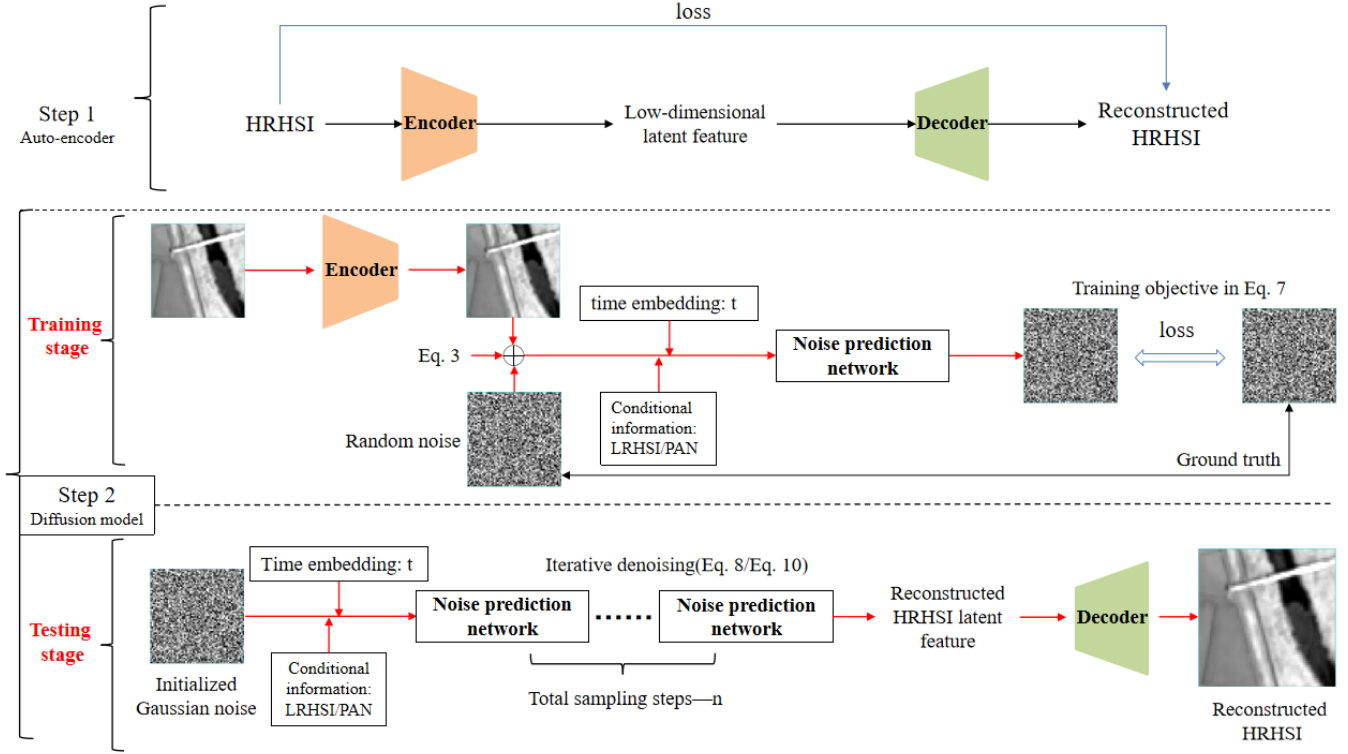 loss
Step 1
Auto-encoder
HRHSI
Encoder
Low-dimensional
latent feature
Decoder
Reconstructed
HRHSI
Training
stage
Encoder
time embedding: t
Training objective in Eq. 7
Eq. 3
Noise prediction
network
loss
Random noise
Conditional
information:
LRHSI/PAN
Ground truth
Step 2
Diffusion model
Testing
stage
Time embedding: t
Iterative denoising(Eq. 8/Eq. 10)
Noise prediction
network
......
Noise prediction
network
Reconstructed
HRHSI latent
feature
Decoder
Initialized
Gaussian noise
Conditional
information:
LRHSI/PAN
Total sampling steps—n
Reconstructed
HRHSI